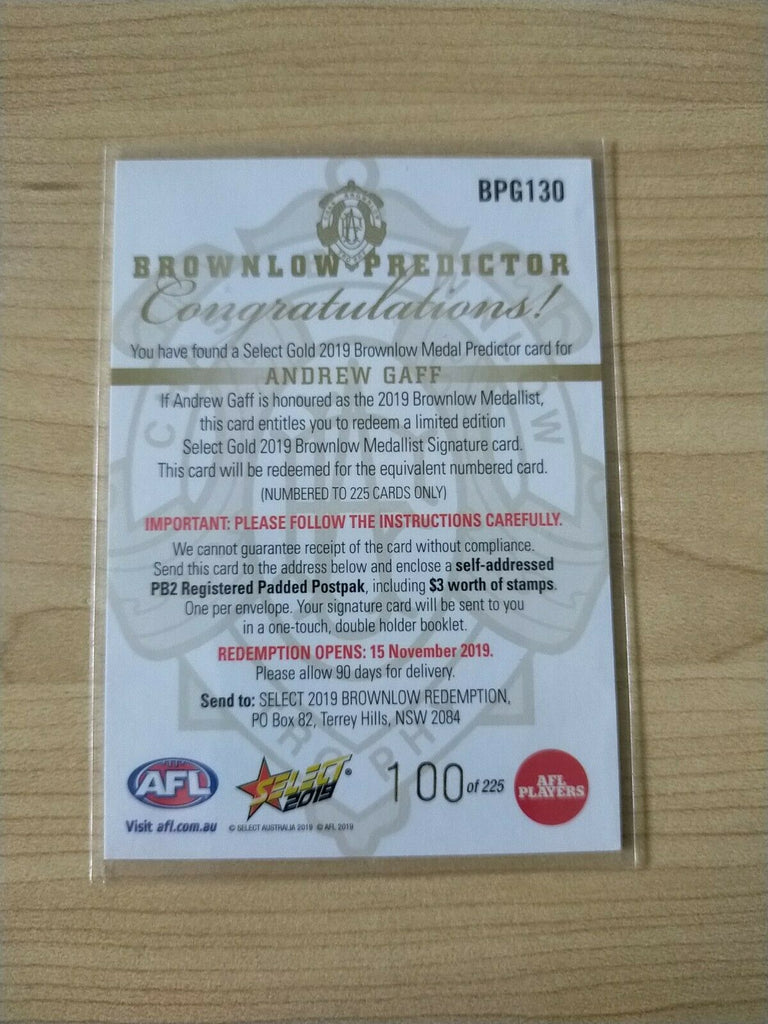 BPG130
BROWNLOW PREDICTOR
Congratulations!
You have found a Select Gold 2019 Brownlow Medal Predictor card for
ANDREW GAFF
If Andrew Gaff is honoured as the 2019 Brownlow Medallist,
this card entitles you to redeem a limited edition
Select Gold 2019 Brownlow Medallist Signature card.
This card will be redeemed for the equivalent numbered card.
(NUMBERED TO 225 CARDS ONLY)
IMPORTANT: PLEASE FOLLOW THE INSTRUCTIONS CAREFULLY.
We cannot guarantee receipt of the card without compliance.
Send this card to the address below and enclose a self-addressed
PB2 Registered Padded Postpak, including $3 worth of stamps.
One per envelope. Your signature card will be sent to you
in a one-touch, double holder booklet.
REDEMPTION OPENS: 15 November 2019.
Please allow 90 days for delivery.
Send to: SELECT 2019 BROWNLOW REDEMPTION,
PO Box 82, Terrey Hills, NSW 2084
AFL
SELECT 2019
100 of 225
AFL PLAYERS
Visit afl.com.au
© SELECT AUSTRALIA 2019 © AFL 2019